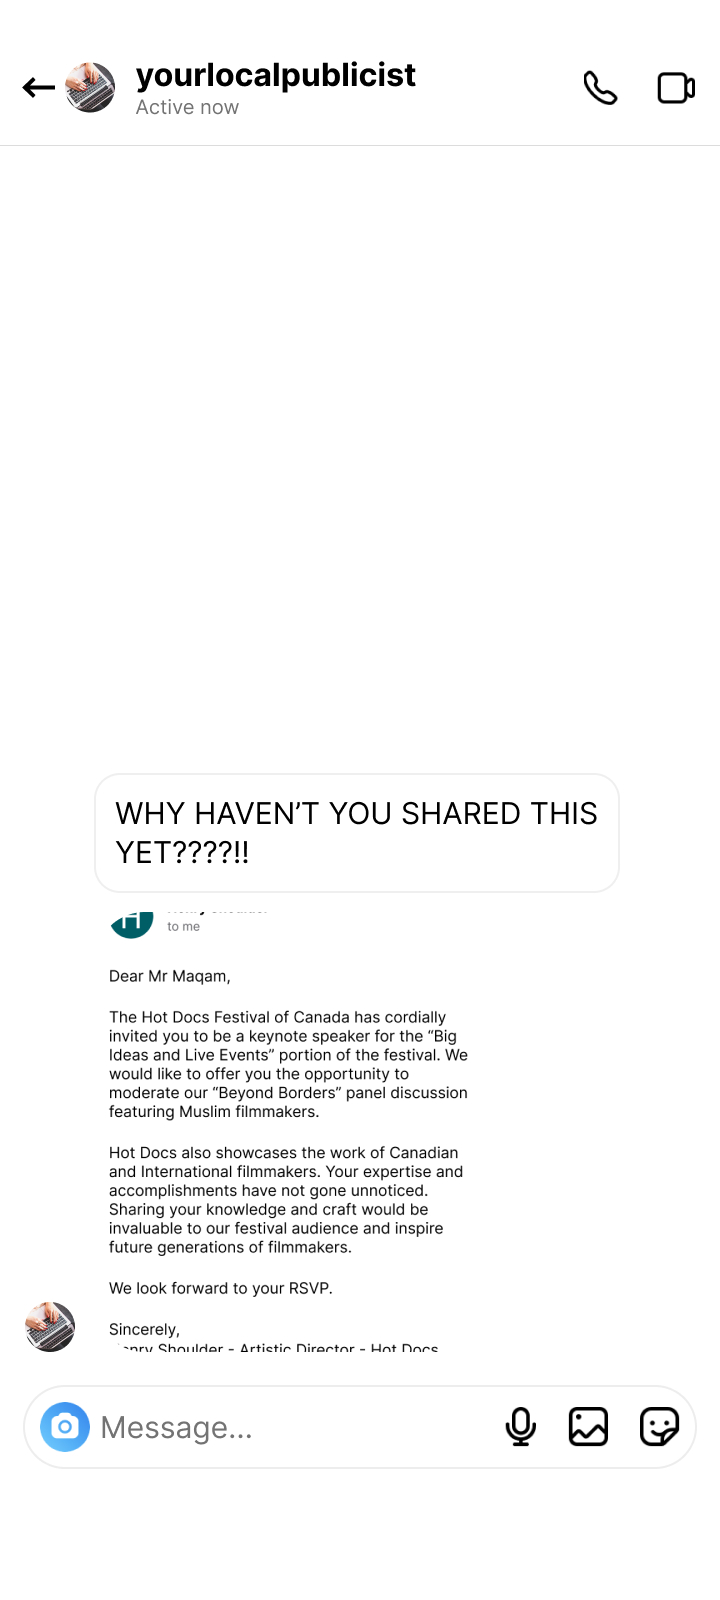 yourlocalpublicist
Active now
WHY HAVEN’T YOU SHARED THIS
YET????!!
H
to me
Dear Mr Maqam,
The Hot Docs Festival of Canada has cordially
invited you to be a keynote speaker for the “Big
Ideas and Live Events” portion of the festival. We
would like to offer you the opportunity to
moderate our “Beyond Borders” panel discussion
featuring Muslim filmmakers.
Hot Docs also showcases the work of Canadian
and International filmmakers. Your expertise and
accomplishments have not gone unnoticed.
Sharing your knowledge and craft would be
invaluable to our festival audience and inspire
future generations of filmmakers.
We look forward to your RSVP.
Sincerely,
Henry Shoulder - Artistic Director - Hot Docs
Message...